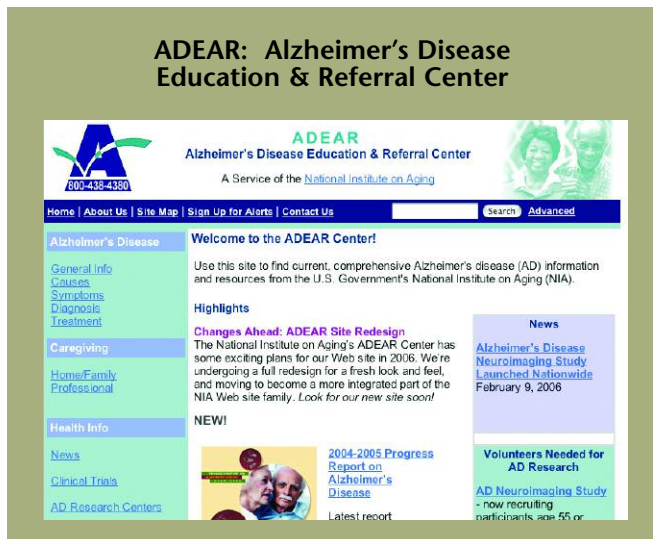 ADEAR: Alzheimer's Disease
Education & Referral Center
800-438-4380
ADEAR
Alzheimer's Disease Education & Referral Center
A Service of the National Institute on Aging
Home | About Us | Site Map | Sign Up for Alerts | Contact Us
Search Advanced
Alzheimer's Disease
General Info
Causes
Symptoms
Diagnosis
Treatment
Caregiving
Home/Family
Professional
Health Info
News
Clinical Trials
AD Research Centers
Welcome to the ADEAR Center!
Use this site to find current, comprehensive Alzheimer's disease (AD) information
and resources from the U.S. Government's National Institute on Aging (NIA).
Highlights
Changes Ahead: ADEAR Site Redesign
The National Institute on Aging's ADEAR Center has
some exciting plans for our Web site in 2006. We're
undergoing a full redesign for a fresh look and feel,
and moving to become a more integrated part of the
NIA Web site family. Look for our new site soon!
NEW!
2004-2005 Progress
Report on
Alzheimer's
Disease
Latest report
News
Alzheimer's Disease
Neuroimaging Study
Launched Nationwide
February 9, 2006
Volunteers Needed for
AD Research
AD Neuroimaging Study
- now recruiting
participants age 55 or